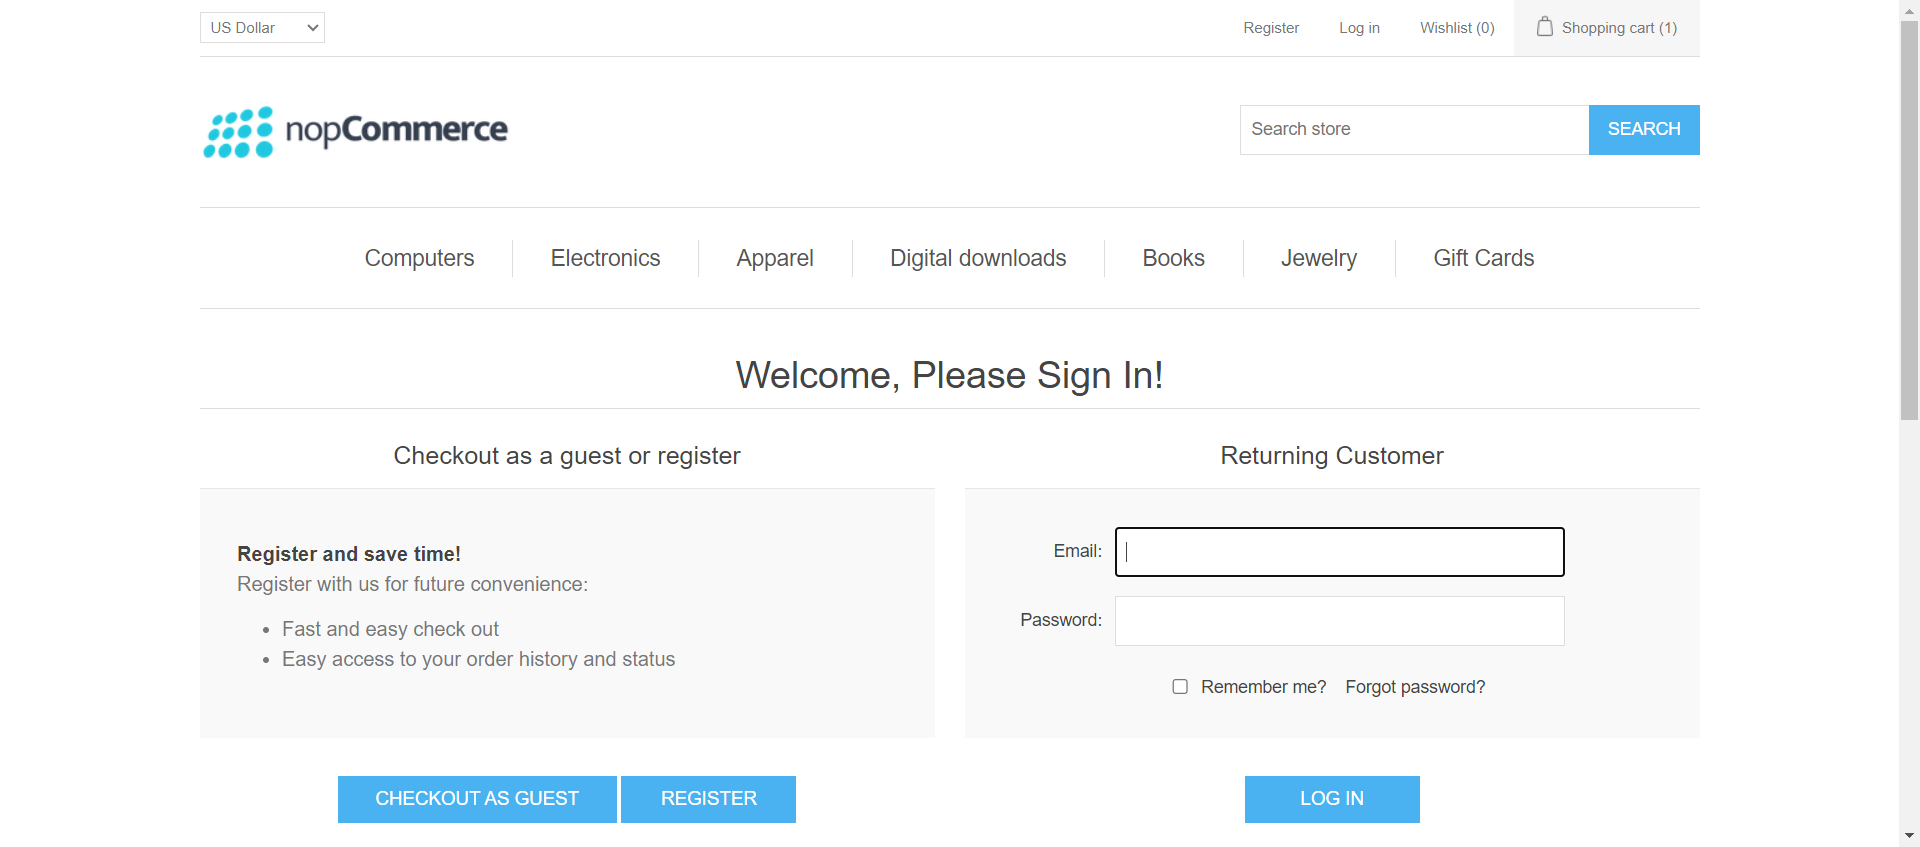 US Dollar
Register
Log in
Wishlist (0)
Shopping cart (1)
nopCommerce
Search store
SEARCH
Computers
Electronics
Apparel
Digital downloads
Books
Jewelry
Gift Cards
Welcome, Please Sign In!
Checkout as a guest or register
Register and save time!
Register with us for future convenience:
Fast and easy check out
Easy access to your order history and status
CHECKOUT AS GUEST
REGISTER
Returning Customer
Email:
Password:
Remember me?
Forgot password?
LOG IN